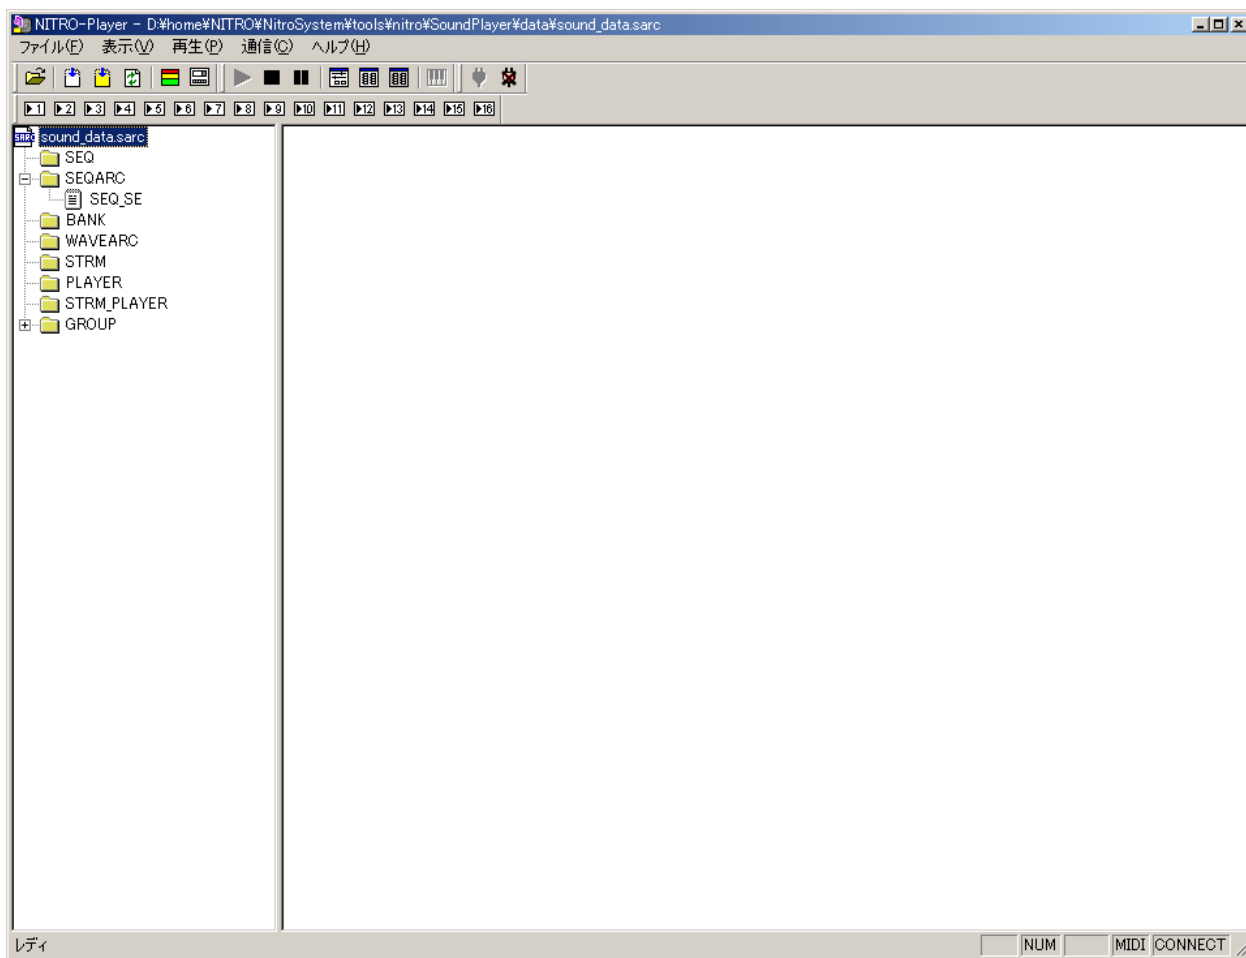 NITRO-Player - D:¥home¥NITRO¥NitroSystem¥tools¥nitro¥SoundPlayer¥data¥sound_data.sarc
ファイル(F) 表示(V) 再生(P) 通信(C) ヘルプ(H)
1 2 3 4 5 6 7 8 9 10 11 12 13 14 15 16
SARC sound_data.sarc
SEQ
SEQARC
SEQ_SE
BANK
WAVEARC
STRM
PLAYER
STRM_PLAYER
GROUP
レディ NUM MIDI CONNECT